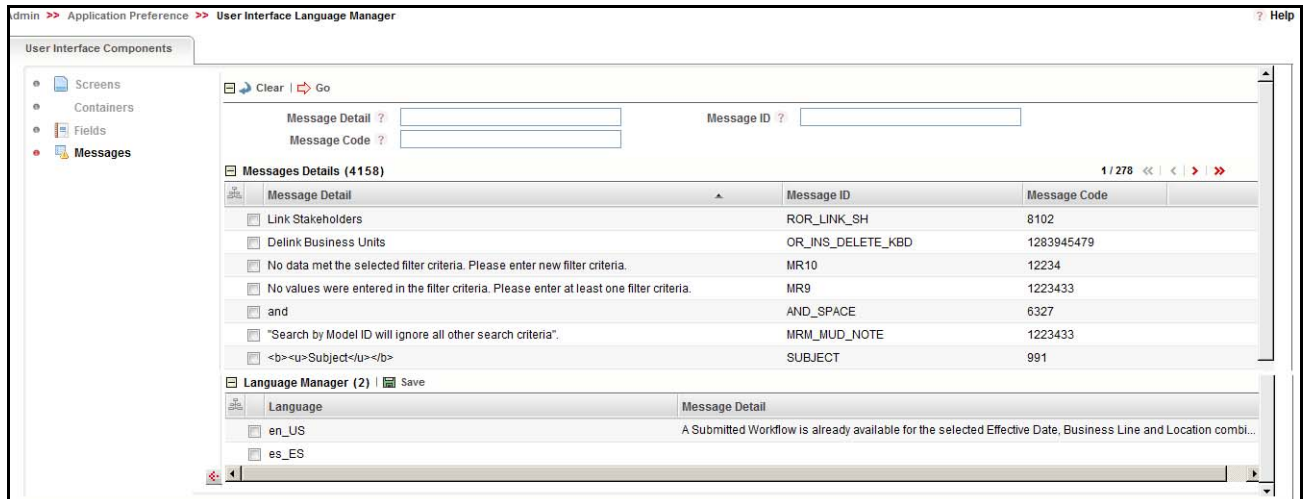 dmin >> Application Preference >> User Interface Language Manager
? Help
User Interface Components
Screens
Containers
Fields
Messages
Clear | Go
Message Detail ?
Message ID ?
Message Code ?
Messages Details (4158)
1 / 278
Message Detail Message ID Message Code
Link Stakeholders ROR_LINK_SH 8102
Delink Business Units OR_INS_DELETE_KBD 1283945479
No data met the selected filter criteria. Please enter new filter criteria. MR10 12234
No values were entered in the filter criteria. Please enter at least one filter criteria. MR9 1223433
and AND_SPACE 6327
"Search by Model ID will ignore all other search criteria". MRM_MUD_NOTE 1223433
<b><u>Subject</u></b> SUBJECT 991
Language Manager (2) | Save
Language Message Detail
en_US A Submitted Workflow is already available for the selected Effective Date, Business Line and Location combi...
es_ES